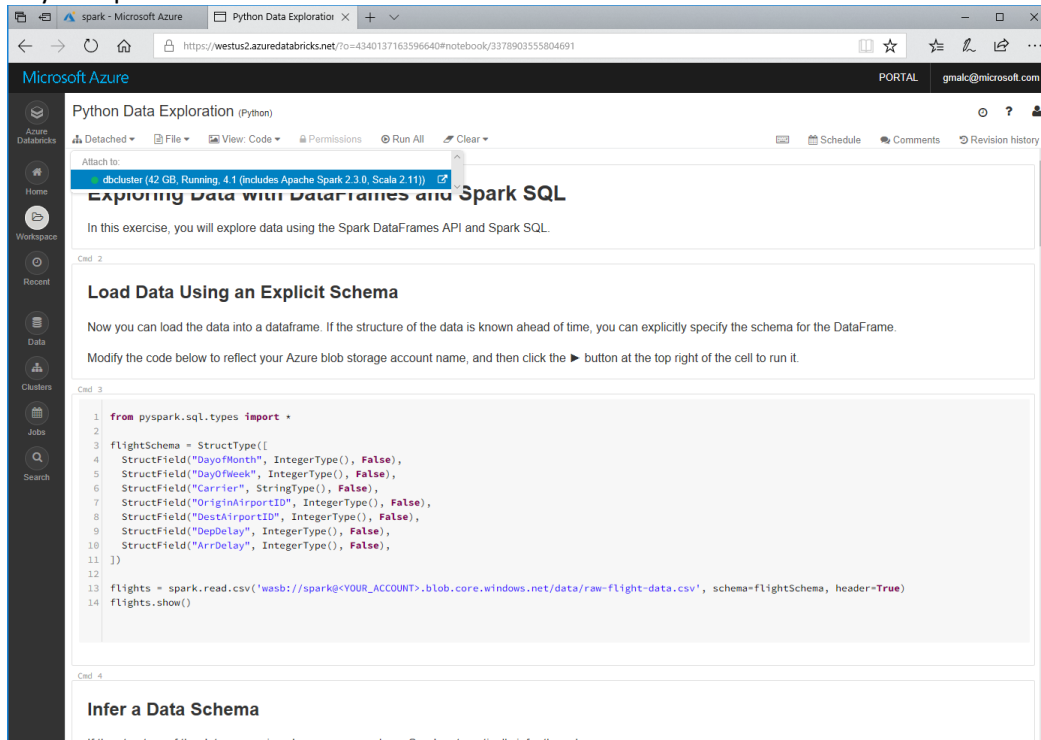 spark - Microsoft Azure
Python Data Exploration
https://westus2.azuredatabricks.net/?o=4340137163596640#notebook/3378903555804691
Microsoft Azure
PORTAL
gmalc@microsoft.com
Azure Databricks
Home
Workspace
Recent
Data
Clusters
Jobs
Search
Python Data Exploration (Python)
?
Detached
File
View: Code
Permissions
Run All
Clear
Schedule
Comments
Revision history
Attach to:
dbcluster (42 GB, Running, 4.1 (includes Apache Spark 2.3.0, Scala 2.11))
Exploring Data with DataFrames and Spark SQL
In this exercise, you will explore data using the Spark DataFrames API and Spark SQL.
Cmd 2
Load Data Using an Explicit Schema
Now you can load the data into a dataframe. If the structure of the data is known ahead of time, you can explicitly specify the schema for the DataFrame.
Modify the code below to reflect your Azure blob storage account name, and then click the ► button at the top right of the cell to run it.
Cmd 3
1 from pyspark.sql.types import *
2
3 flightSchema = StructType([
4   StructField("DayofMonth", IntegerType(), False),
5   StructField("DayOfWeek", IntegerType(), False),
6   StructField("Carrier", StringType(), False),
7   StructField("OriginAirportID", IntegerType(), False),
8   StructField("DestAirportID", IntegerType(), False),
9   StructField("DepDelay", IntegerType(), False),
10   StructField("ArrDelay", IntegerType(), False),
11 ])
12
13 flights = spark.read.csv('wasb://spark@<YOUR_ACCOUNT>.blob.core.windows.net/data/raw-flight-data.csv', schema=flightSchema, header=True)
14 flights.show()
Cmd 4
Infer a Data Schema